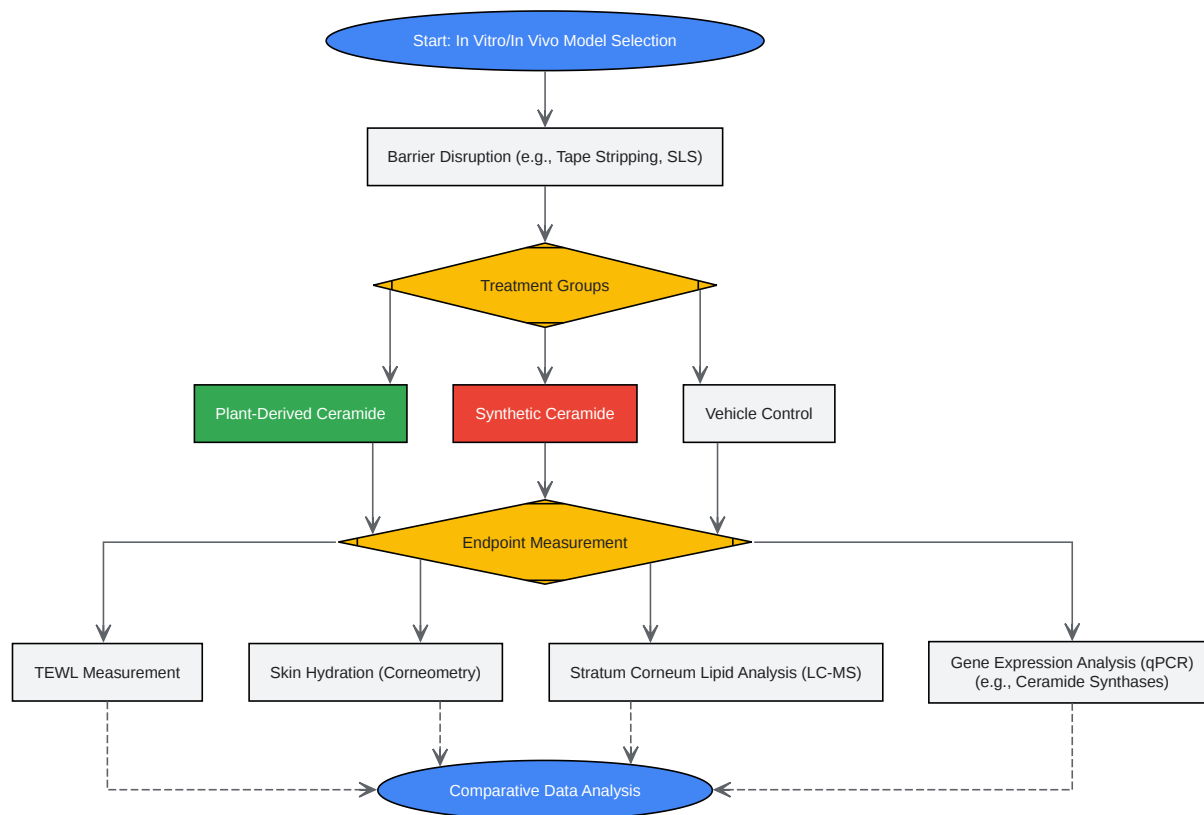 Start: In Vitro/In Vivo Model Selection
Barrier Disruption (e.g., Tape Stripping, SLS)
Treatment Groups
Plant-Derived Ceramide
Synthetic Ceramide
Vehicle Control
Endpoint Measurement
TEWL Measurement
Skin Hydration (Corneometry)
Stratum Corneum Lipid Analysis (LC-MS)
Gene Expression Analysis (qPCR)
(e.g., Ceramide Synthases)
Comparative Data Analysis